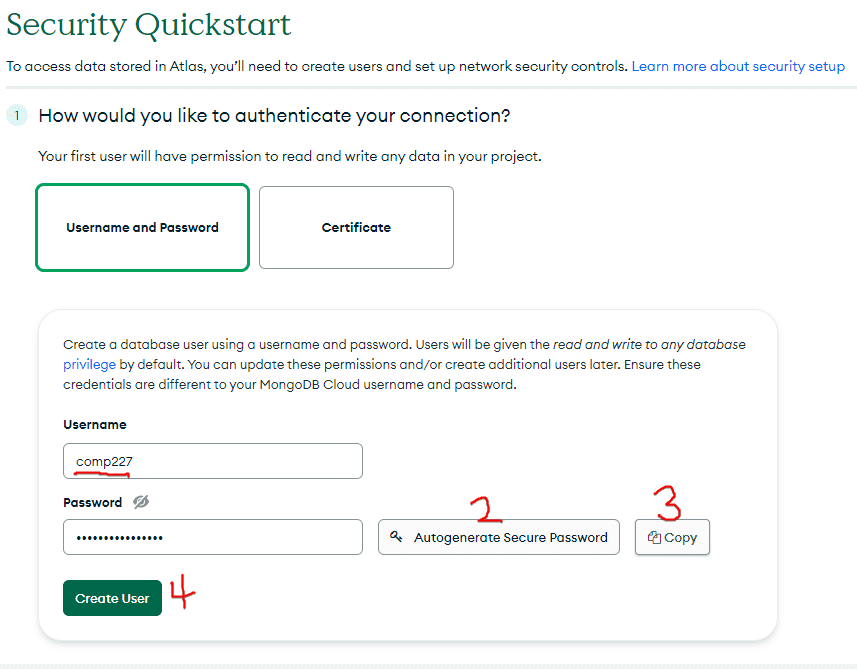 Security Quickstart
To access data stored in Atlas, you'll need to create users and set up network security controls. Learn more about security setup
1 How would you like to authenticate your connection?
Your first user will have permission to read and write any data in your project.
Username and Password Certificate
Create a database user using a username and password. Users will be given the read and write to any database
privilege by default. You can update these permissions and/or create additional users later. Ensure these
credentials are different to your MongoDB Cloud username and password.
Username
comp227
Password
2 3
•••••••••••••••• Autogenerate Secure Password Copy
Create User 4